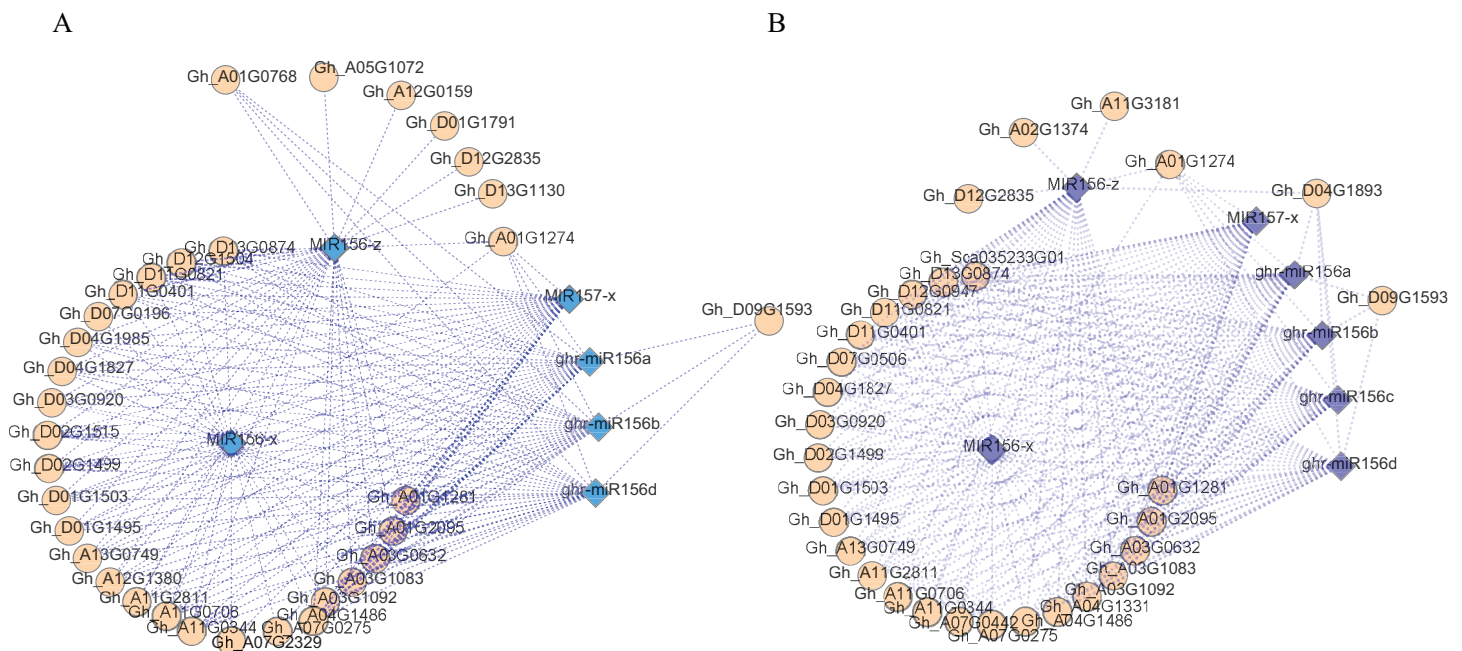 A
Gh_A01G0768
Gh_A05G1072
Gh_A12G0159
Gh_D01G1791
Gh_D12G2835
Gh_D13G1130
Gh_A01G1274
Gh_D13G0874
MIR156-z
Gh_D12G1504
Gh_D11G0821
Gh_D11G0401
Gh_D07G0196
Gh_D04G1985
Gh_D04G1827
Gh_D03G0920
Gh_D02G1515
Gh_D02G1499
Gh_D01G1503
Gh_D01G1495
Gh_A13G0749
Gh_A12G1380
Gh_A11G2811
Gh_A11G0706
Gh_A11G0344
Gh_A07G2329
Gh_A07G0275
Gh_A04G1486
Gh_A03G1092
Gh_A03G1083
Gh_A03G0632
Gh_A01G2095
Gh_A01G1281
MIR156-x
MIR157-x
ghr-miR156a
ghr-miR156b
ghr-miR156d
Gh_D09G1593
B
Gh_A11G3181
Gh_A02G1374
Gh_A01G1274
MIR156-z
Gh_D12G2835
Gh_D04G1893
MIR157-x
Gh_Sca035233G01
Gh_D13G0874
Gh_D12G0947
Gh_D11G0821
Gh_D11G0401
Gh_D07G0506
Gh_D04G1827
Gh_D03G0920
Gh_D02G1499
Gh_D01G1503
Gh_D01G1495
Gh_A13G0749
Gh_A11G2811
Gh_A11G0706
Gh_A11G0344
Gh_A07G0442
Gh_A07G0275
Gh_A04G1486
Gh_A04G1331
Gh_A03G1092
Gh_A03G1083
Gh_A03G0632
Gh_A01G2095
Gh_A01G1281
MIR156-x
ghr-miR156a
ghr-miR156b
ghr-miR156c
ghr-miR156d
Gh_D09G1593